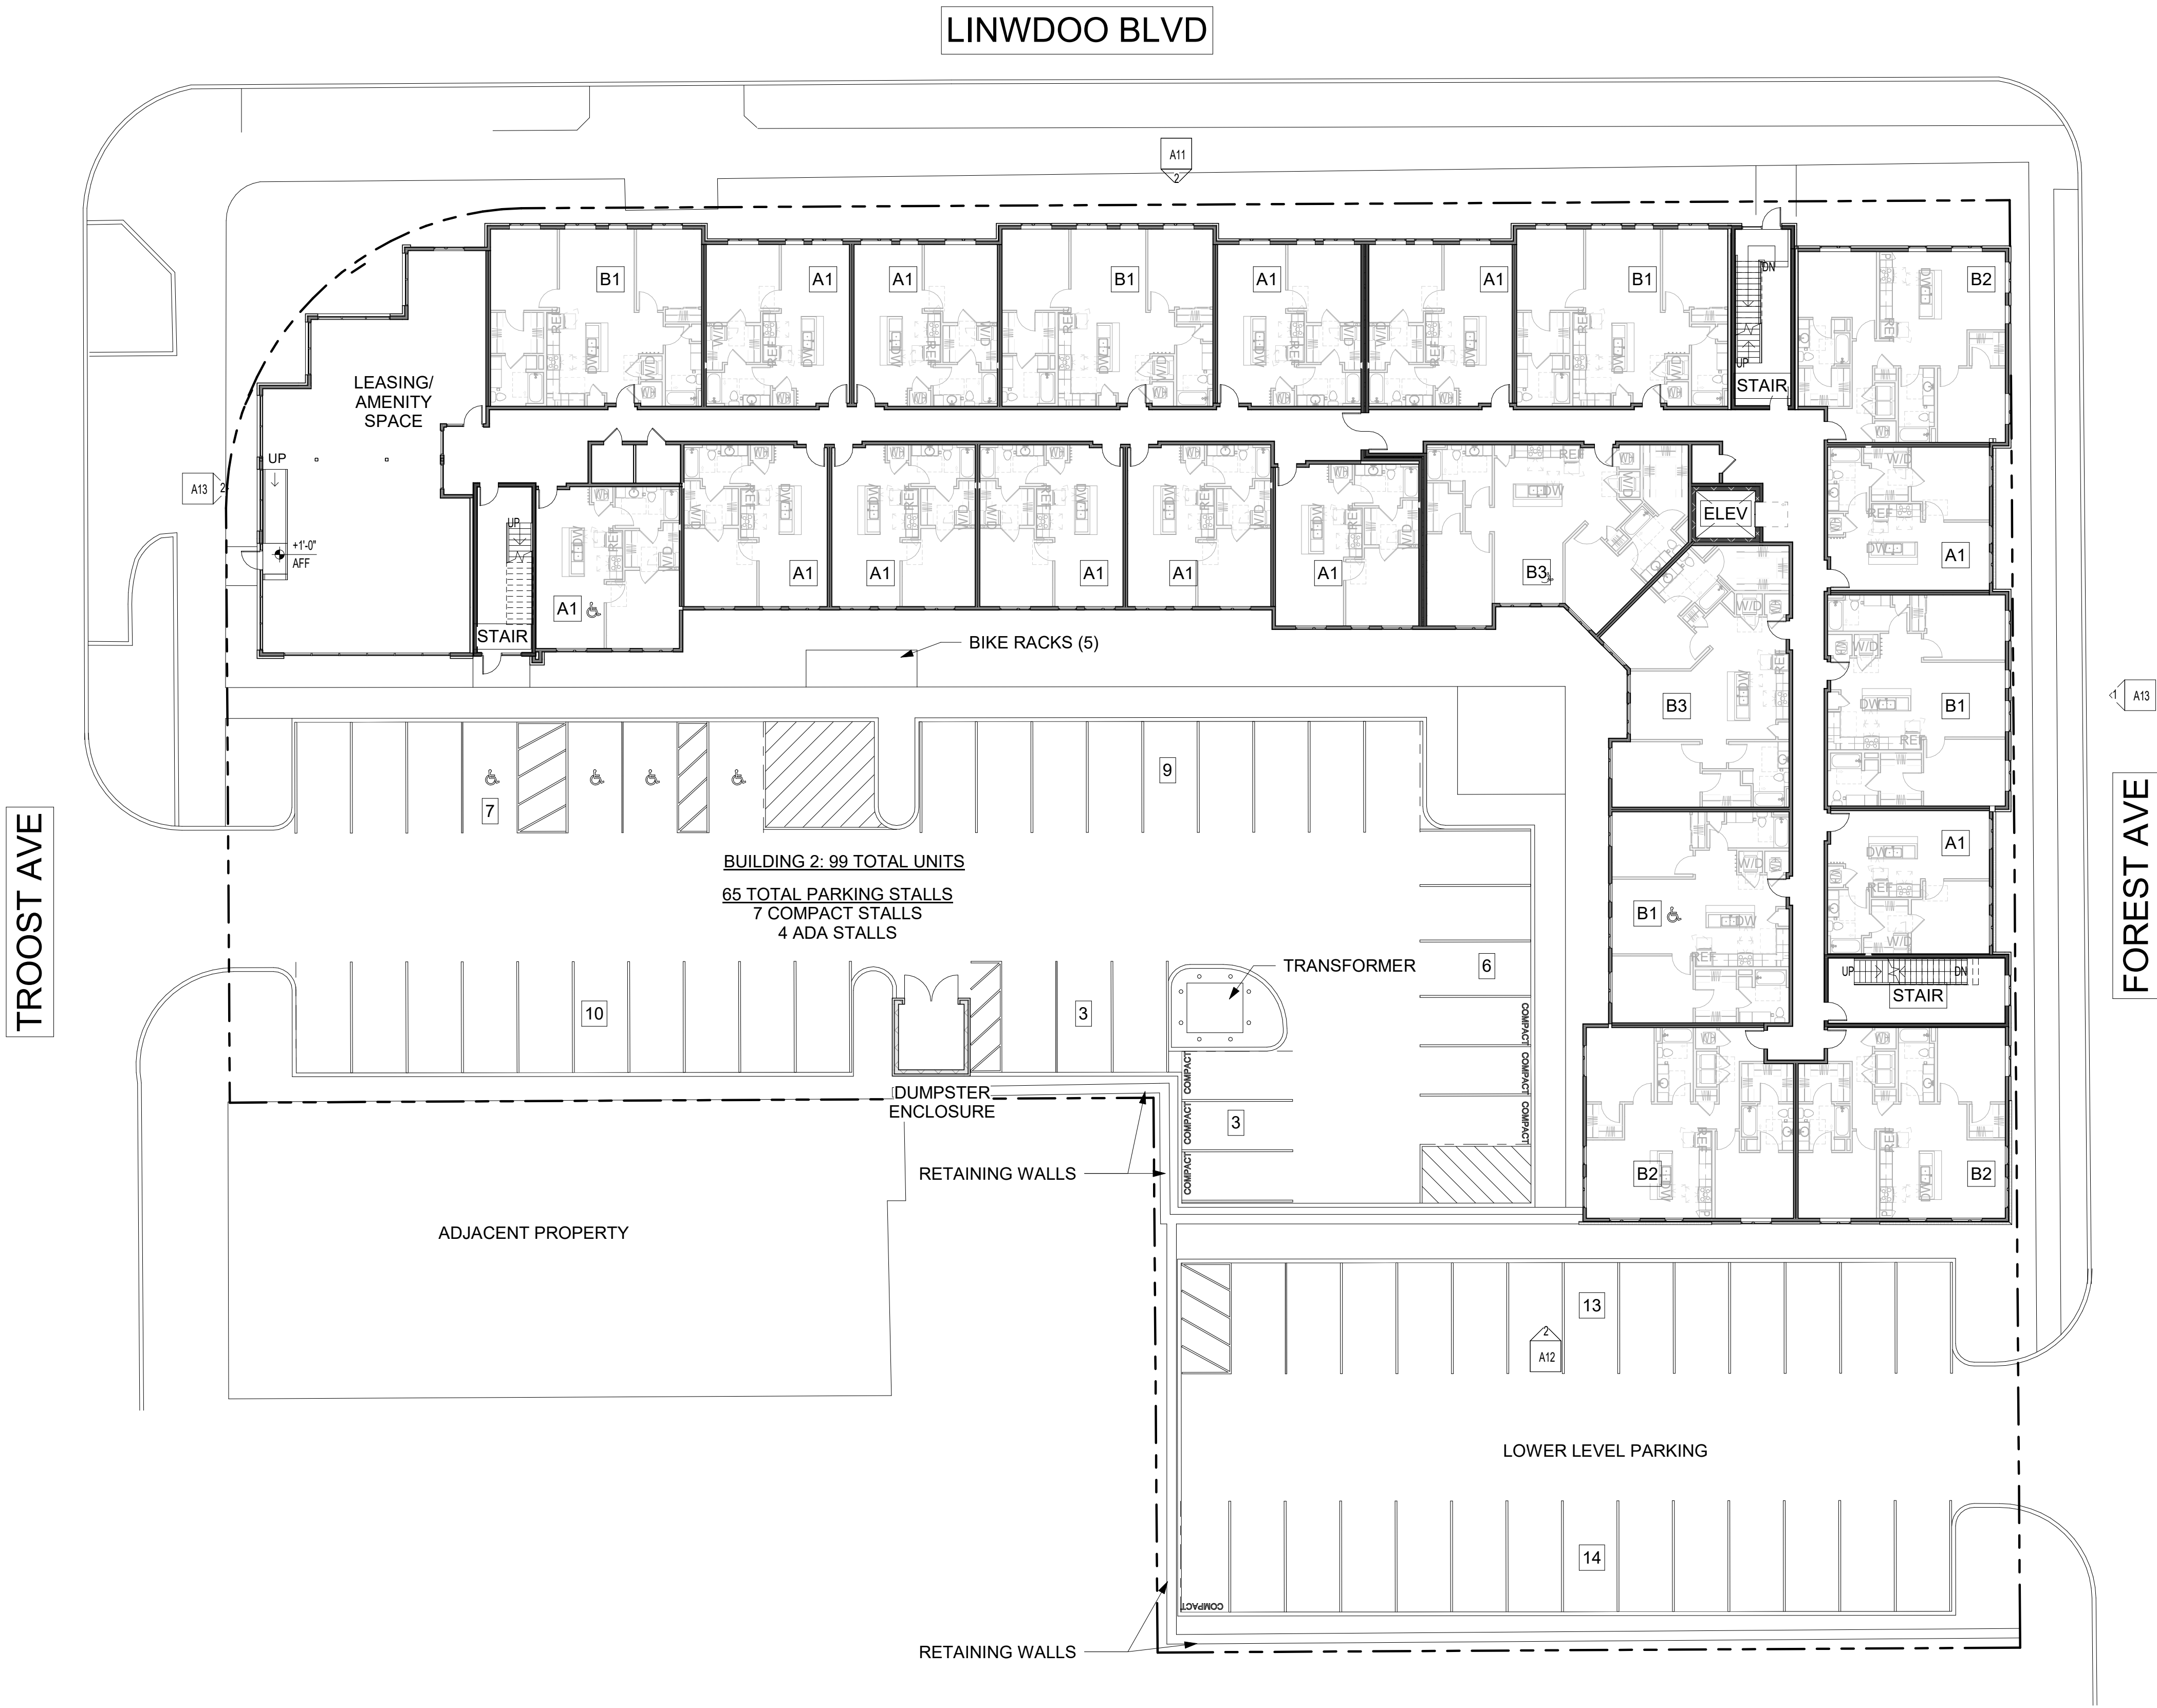 LINWDOO BLVD
A11
2
B1
A1
A1
B1
A1
A1
B1
DN
UP
STAIR
B2
DW
REF
W/D
WH
LEASING/
AMENITY
SPACE
UP
A13
2
+1'-0"
AFF
UP
STAIR
A1
A1
A1
A1
A1
A1
B3
ELEV
A1
B3
B1
A1
B1
UP
DN
STAIR
B2
B2
1
A13
BIKE RACKS (5)
7
9
BUILDING 2: 99 TOTAL UNITS
65 TOTAL PARKING STALLS
7 COMPACT STALLS
4 ADA STALLS
TROOST AVE
FOREST AVE
10
3
TRANSFORMER
6
COMPACT
COMPACT
COMPACT
COMPACT
COMPACT
COMPACT
3
DUMPSTER
ENCLOSURE
RETAINING WALLS
ADJACENT PROPERTY
13
2
A12
LOWER LEVEL PARKING
14
COMPACT
RETAINING WALLS